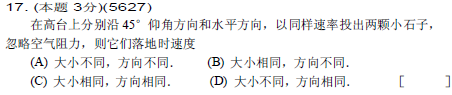 17. (本题 3分)(5627)
在高台上分别沿 45°仰角方向和水平方向，以同样速率投出两颗小石子，
忽略空气阻力，则它们落地时速度
(A) 大小不同，方向不同． (B) 大小相同，方向不同．
(C) 大小相同，方向相同． (D) 大小不同，方向相同． [ ]